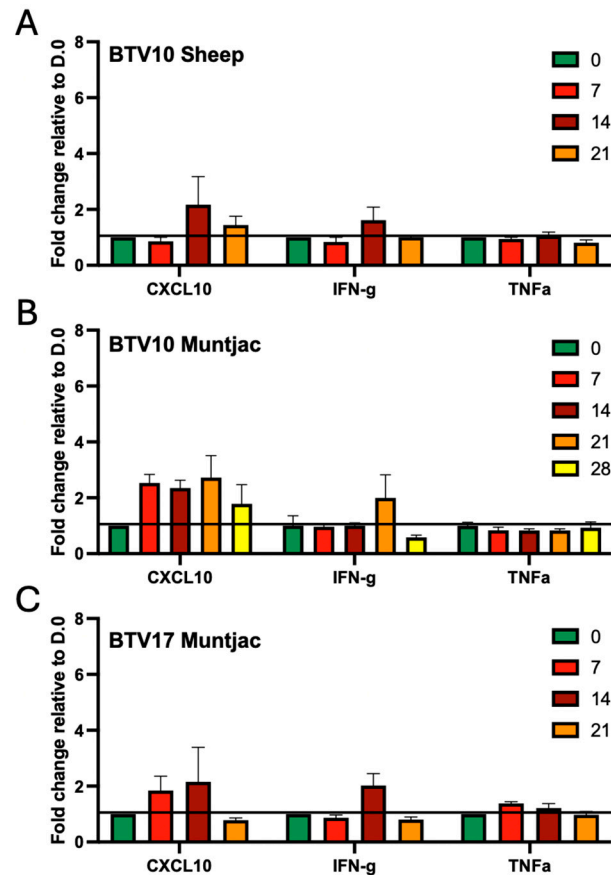 A
BTV10 Sheep
Fold change relative to D.0
8
6
4
2
0
0
7
14
21
CXCL10 IFN-g TNFa
B
BTV10 Muntjac
Fold change relative to D.0
8
6
4
2
0
0
7
14
21
28
CXCL10 IFN-g TNFa
C
BTV17 Muntjac
Fold change relative to D.0
8
6
4
2
0
0
7
14
21
CXCL10 IFN-g TNFa